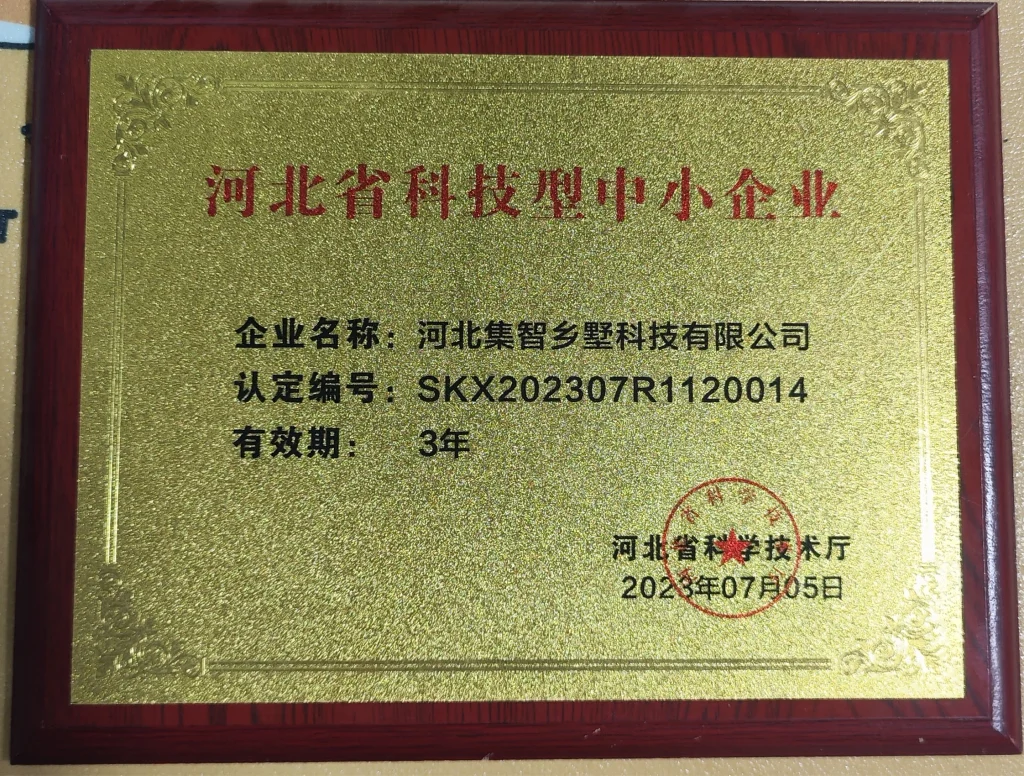 河北省科技型中小企业
企业名称：河北集智乡墅科技有限公司
认定编号：SKX202307R1120014
有效期： 3年
河北省科学技术厅
2023年07月05日